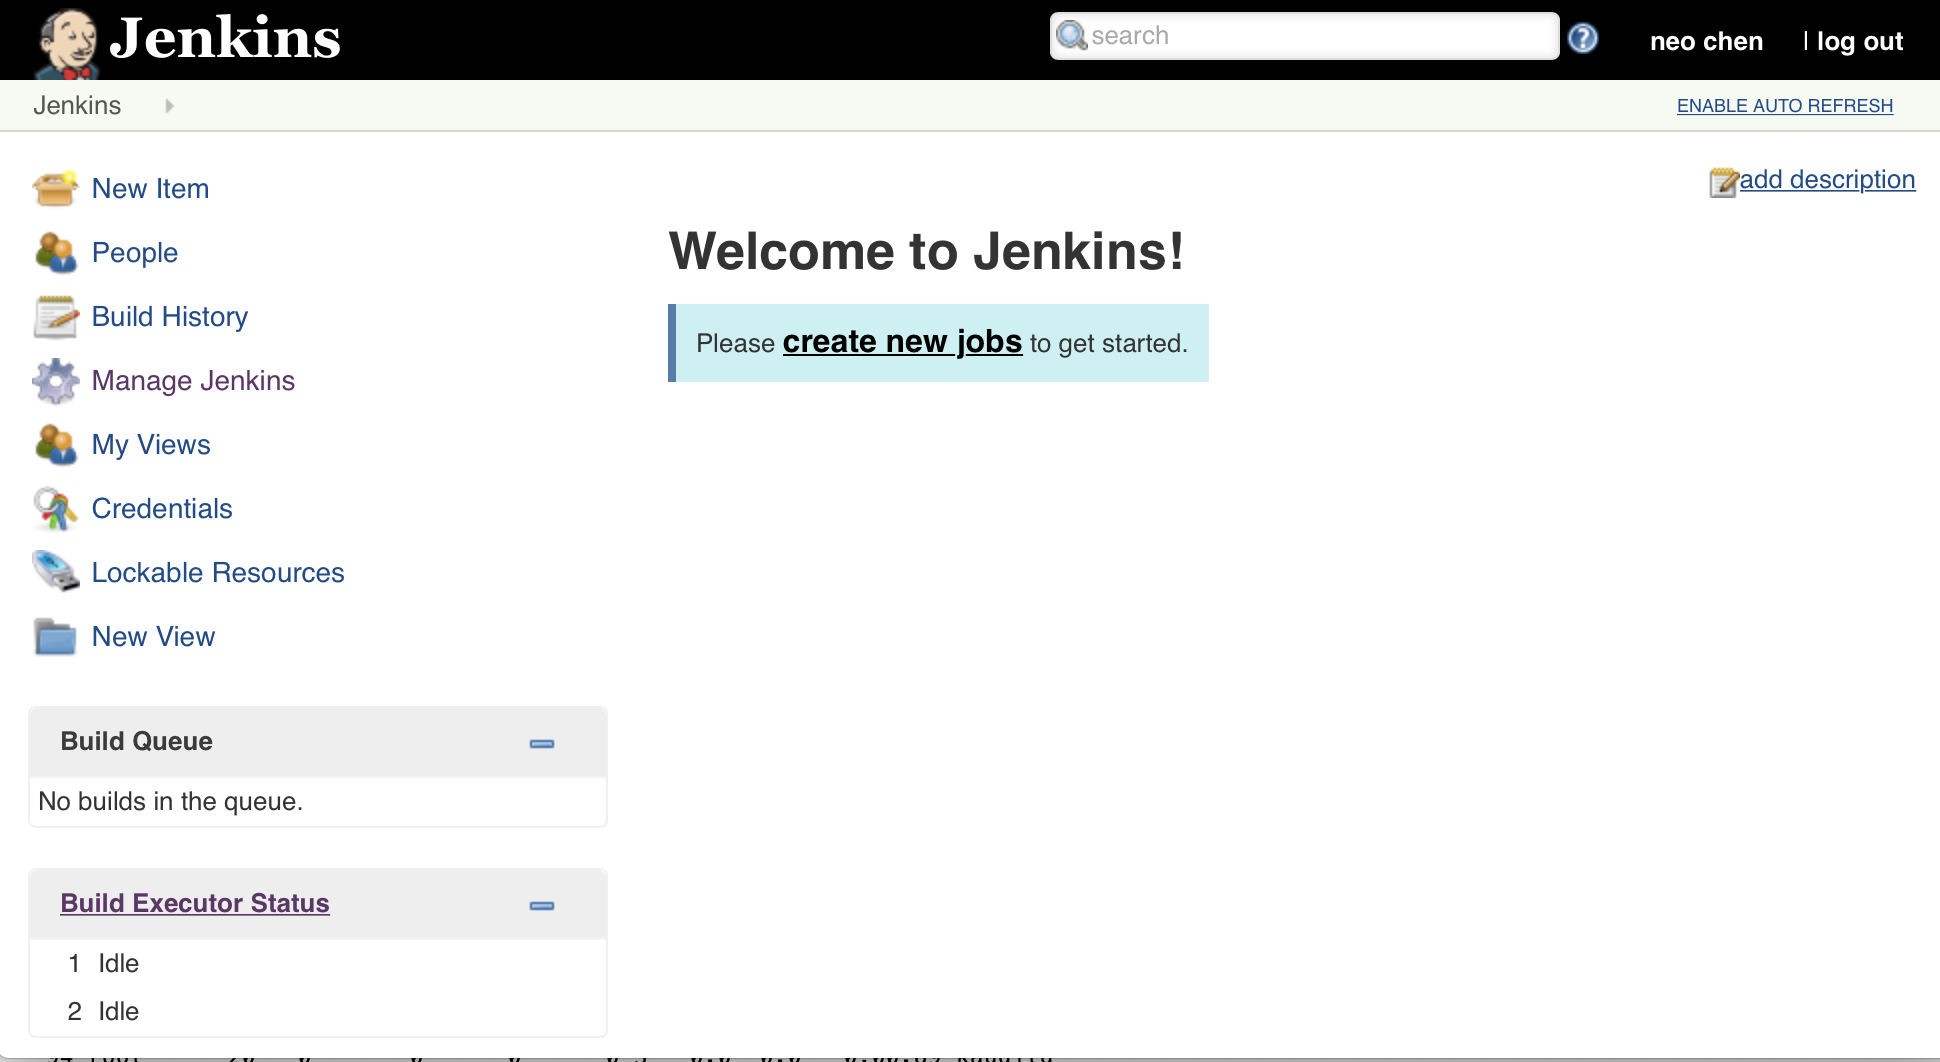 Jenkins
search
neo chen
| log out
Jenkins
ENABLE AUTO REFRESH
New Item
People
Build History
Manage Jenkins
My Views
Credentials
Lockable Resources
New View
add description
Welcome to Jenkins!
Please create new jobs to get started.
Build Queue
No builds in the queue.
Build Executor Status
1 Idle
2 Idle